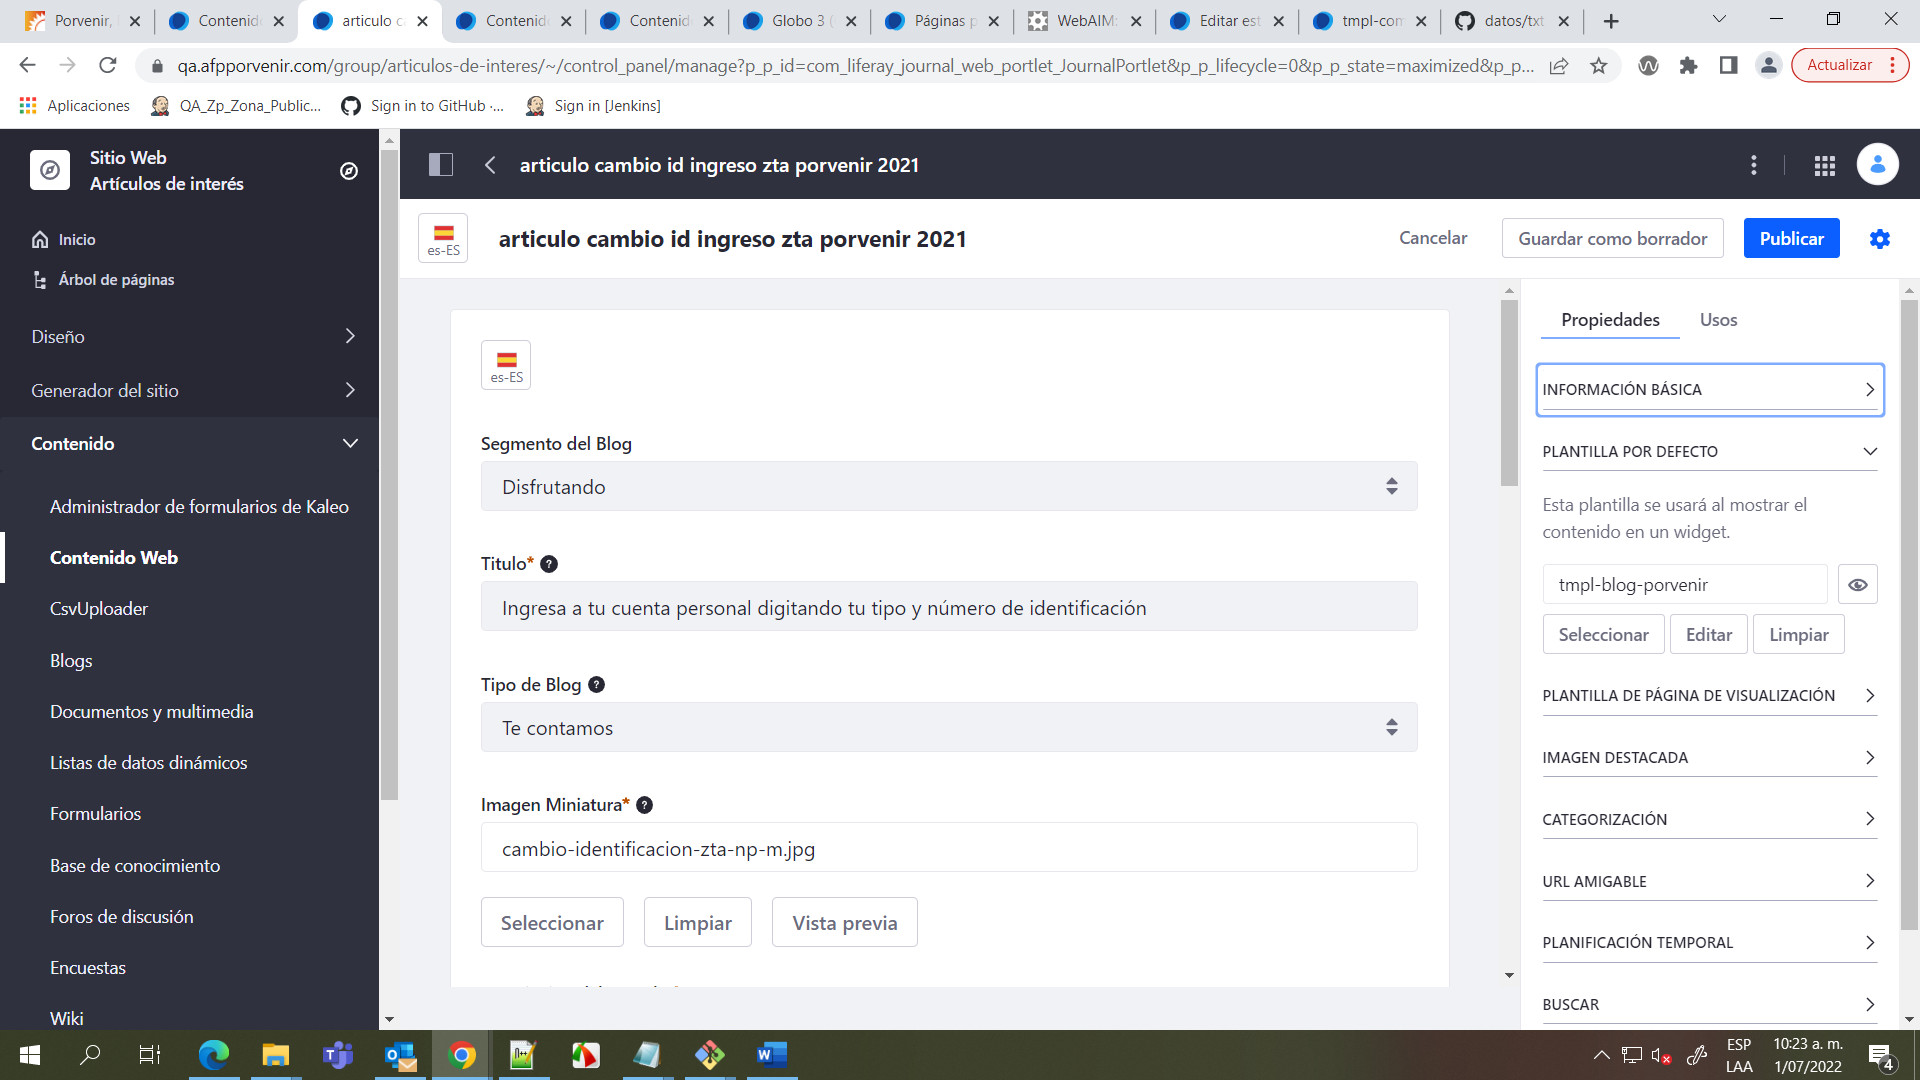 Porvenir,
Contenido
articulo c
Contenid
Contenid
Globo 3 (
Páginas p
WebAIM:
Editar est
tmpl-com
datos/txt
qa.afpporvenir.com/group/articulos-de-interes/~/control_panel/manage?p_p_id=com_liferay_journal_web_portlet_JournalPortlet&p_p_lifecycle=0&p_p_state=maximized&p_p...
Actualizar
Aplicaciones
QA_Zp_Zona_Public...
Sign in to GitHub ·...
Sign in [Jenkins]
Sitio Web
Artículos de interés
Inicio
Árbol de páginas
Diseño
Generador del sitio
Contenido
Administrador de formularios de Kaleo
Contenido Web
CsvUploader
Blogs
Documentos y multimedia
Listas de datos dinámicos
Formularios
Base de conocimiento
Foros de discusión
Encuestas
Wiki
articulo cambio id ingreso zta porvenir 2021
es-ES
articulo cambio id ingreso zta porvenir 2021
Cancelar
Guardar como borrador
Publicar
es-ES
Segmento del Blog
Disfrutando
Titulo* ?
Ingresa a tu cuenta personal digitando tu tipo y número de identificación
Tipo de Blog ?
Te contamos
Imagen Miniatura* ?
cambio-identificacion-zta-np-m.jpg
Seleccionar
Limpiar
Vista previa
Propiedades
Usos
INFORMACIÓN BÁSICA
PLANTILLA POR DEFECTO
Esta plantilla se usará al mostrar el
contenido en un widget.
tmpl-blog-porvenir
Seleccionar
Editar
Limpiar
PLANTILLA DE PÁGINA DE VISUALIZACIÓN
IMAGEN DESTACADA
CATEGORIZACIÓN
URL AMIGABLE
PLANIFICACIÓN TEMPORAL
BUSCAR
ESP
LAA
10:23 a. m.
1/07/2022
4